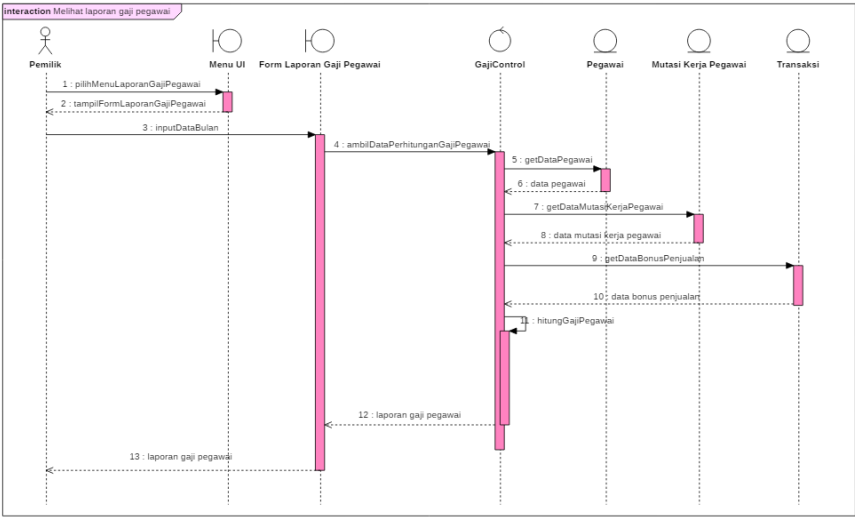 interaction Melihat laporan gaji pegawai
Pemilik
Menu UI
Form Laporan Gaji Pegawai
GajiControl
Pegawai
Mutasi Kerja Pegawai
Transaksi
1 : pilihMenuLaporanGajiPegawai
2 : tampilFormLaporanGajiPegawai
3 : inputDataBulan
4 : ambilDataPerhitunganGajiPegawai
5 : getDataPegawai
6 : data pegawai
7 : getDataMutasiKerjaPegawai
8 : data mutasi kerja pegawai
9 : getDataBonusPenjualan
10 : data bonus penjualan
11 : hitungGajiPegawai
12 : laporan gaji pegawai
13 : laporan gaji pegawai